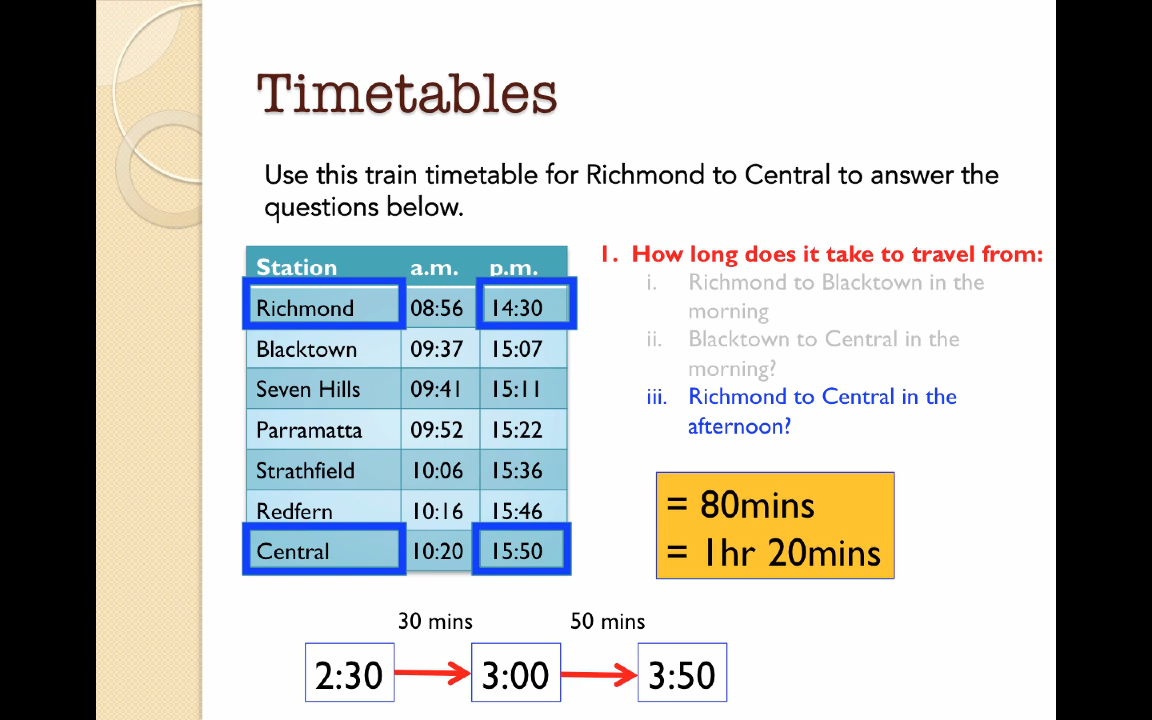 Timetables
Use this train timetable for Richmond to Central to answer the
questions below.
Station a.m. p.m.
Richmond 08:56 14:30
Blacktown 09:37 15:07
Seven Hills 09:41 15:11
Parramatta 09:52 15:22
Strathfield 10:06 15:36
Redfern 10:16 15:46
Central 10:20 15:50
1. How long does it take to travel from:
i. Richmond to Blacktown in the
morning
ii. Blacktown to Central in the
morning?
iii. Richmond to Central in the
afternoon?
= 80mins
= 1hr 20mins
30 mins 50 mins
2:30 3:00 3:50